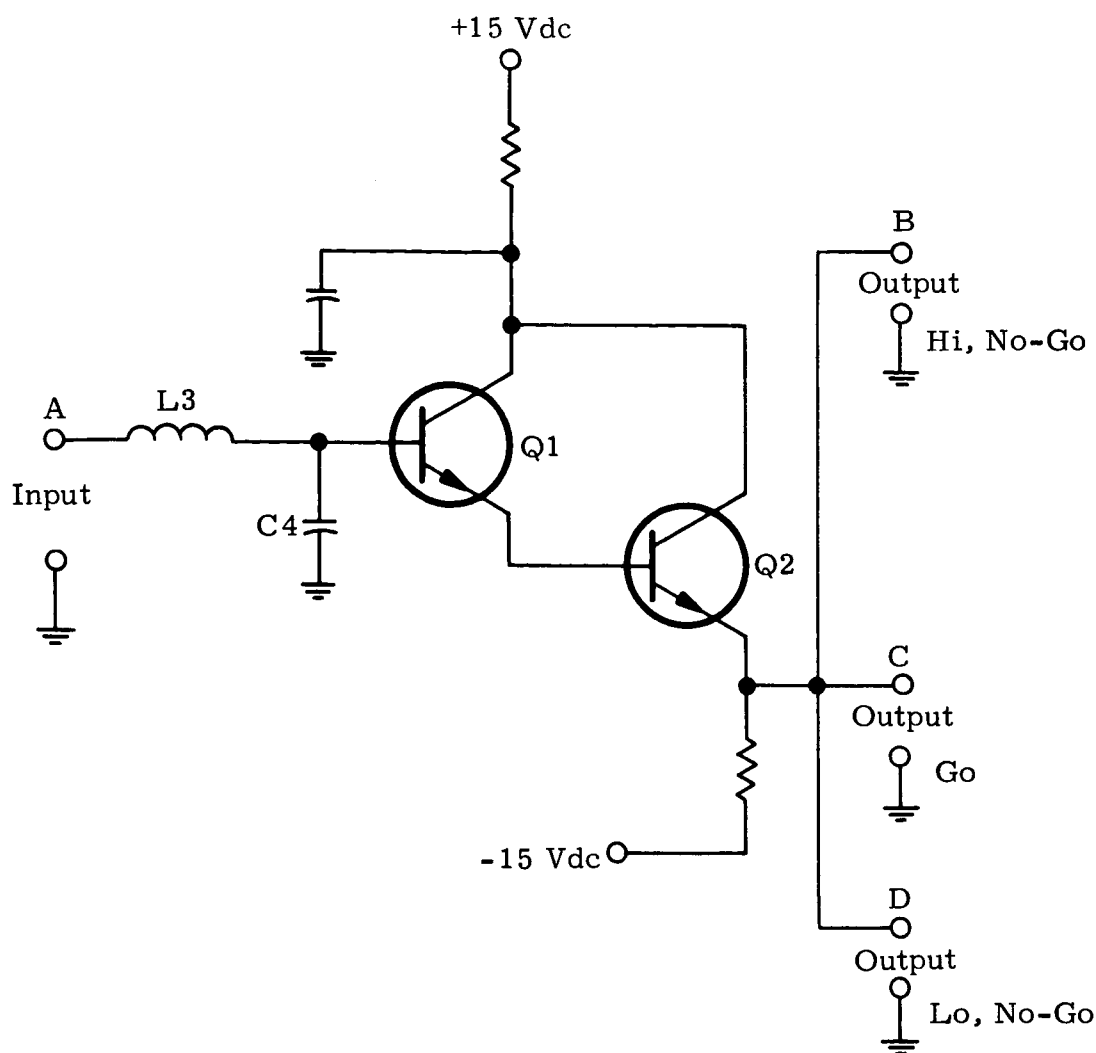 +15 Vdc
B
Output
Hi, No-Go
A
L3
Q1
Input
C4
Q2
C
Output
Go
-15 Vdc
D
Output
Lo, No-Go